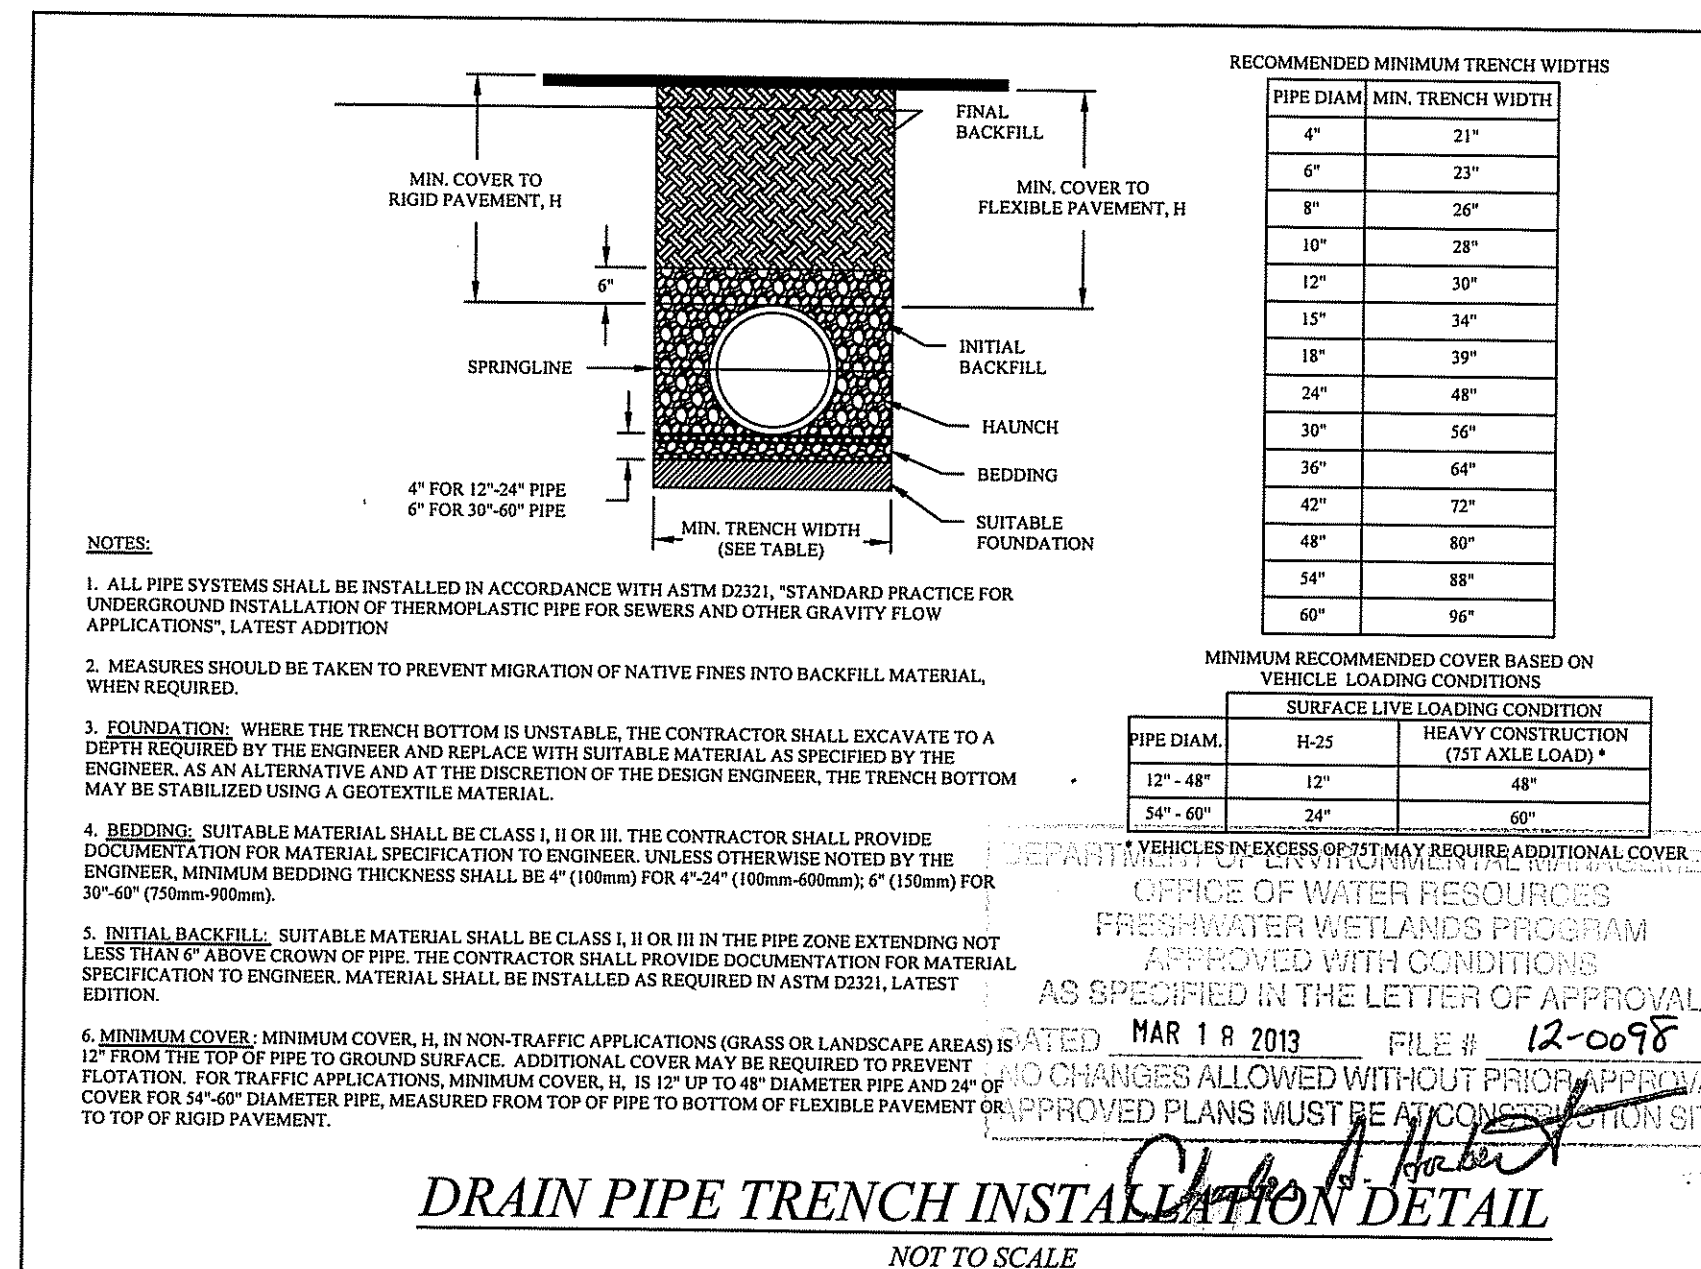 FINAL
BACKFILL
MIN. COVER TO
RIGID PAVEMENT, H
MIN. COVER TO
FLEXIBLE PAVEMENT, H
6"
SPRINGLINE
INITIAL
BACKFILL
HAUNCH
BEDDING
4" FOR 12"-24" PIPE
6" FOR 30"-60" PIPE
MIN. TRENCH WIDTH
(SEE TABLE)
SUITABLE
FOUNDATION
RECOMMENDED MINIMUM TRENCH WIDTHS
PIPE DIAM MIN. TRENCH WIDTH
4" 21"
6" 23"
8" 26"
10" 28"
12" 30"
15" 34"
18" 39"
24" 48"
30" 56"
36" 64"
42" 72"
48" 80"
54" 88"
60" 96"
MINIMUM RECOMMENDED COVER BASED ON
VEHICLE LOADING CONDITIONS
SURFACE LIVE LOADING CONDITION
PIPE DIAM. H-25 HEAVY CONSTRUCTION
(75T AXLE LOAD) *
12" - 48" 12" 48"
54" - 60" 24" 60"
* VEHICLES IN EXCESS OF 75T MAY REQUIRE ADDITIONAL COVER
NOTES:
1. ALL PIPE SYSTEMS SHALL BE INSTALLED IN ACCORDANCE WITH ASTM D2321, "STANDARD PRACTICE FOR
UNDERGROUND INSTALLATION OF THERMOPLASTIC PIPE FOR SEWERS AND OTHER GRAVITY FLOW
APPLICATIONS", LATEST ADDITION
2. MEASURES SHOULD BE TAKEN TO PREVENT MIGRATION OF NATIVE FINES INTO BACKFILL MATERIAL,
WHEN REQUIRED.
3. FOUNDATION: WHERE THE TRENCH BOTTOM IS UNSTABLE, THE CONTRACTOR SHALL EXCAVATE TO A
DEPTH REQUIRED BY THE ENGINEER AND REPLACE WITH SUITABLE MATERIAL AS SPECIFIED BY THE
ENGINEER. AS AN ALTERNATIVE AND AT THE DISCRETION OF THE DESIGN ENGINEER, THE TRENCH BOTTOM
MAY BE STABILIZED USING A GEOTEXTILE MATERIAL.
4. BEDDING: SUITABLE MATERIAL SHALL BE CLASS I, II OR III. THE CONTRACTOR SHALL PROVIDE
DOCUMENTATION FOR MATERIAL SPECIFICATION TO ENGINEER. UNLESS OTHERWISE NOTED BY THE
ENGINEER, MINIMUM BEDDING THICKNESS SHALL BE 4" (100mm) FOR 4"-24" (100mm-600mm); 6" (150mm) FOR
30"-60" (750mm-900mm).
5. INITIAL BACKFILL: SUITABLE MATERIAL SHALL BE CLASS I, II OR III IN THE PIPE ZONE EXTENDING NOT
LESS THAN 6" ABOVE CROWN OF PIPE. THE CONTRACTOR SHALL PROVIDE DOCUMENTATION FOR MATERIAL
SPECIFICATION TO ENGINEER. MATERIAL SHALL BE INSTALLED AS REQUIRED IN ASTM D2321, LATEST
EDITION.
6. MINIMUM COVER: MINIMUM COVER, H, IN NON-TRAFFIC APPLICATIONS (GRASS OR LANDSCAPE AREAS) IS
12" FROM THE TOP OF PIPE TO GROUND SURFACE. ADDITIONAL COVER MAY BE REQUIRED TO PREVENT
FLOTATION. FOR TRAFFIC APPLICATIONS, MINIMUM COVER, H, IS 12" UP TO 48" DIAMETER PIPE AND 24" OF
COVER FOR 54"-60" DIAMETER PIPE, MEASURED FROM TOP OF PIPE TO BOTTOM OF FLEXIBLE PAVEMENT OR
TO TOP OF RIGID PAVEMENT.
DEPARTMENT OF ENVIRONMENTAL MANAGEME
OFFICE OF WATER RESOURCES
FRESHWATER WETLANDS PROGRAM
APPROVED WITH CONDITIONS
AS SPECIFIED IN THE LETTER OF APPROVAL
DATED MAR 18 2013 FILE # 12-0098
NO CHANGES ALLOWED WITHOUT PRIOR APPROVA
APPROVED PLANS MUST BE AT CONSTRUCTION SI
Charles A. Horbert
DRAIN PIPE TRENCH INSTALLATION DETAIL
NOT TO SCALE